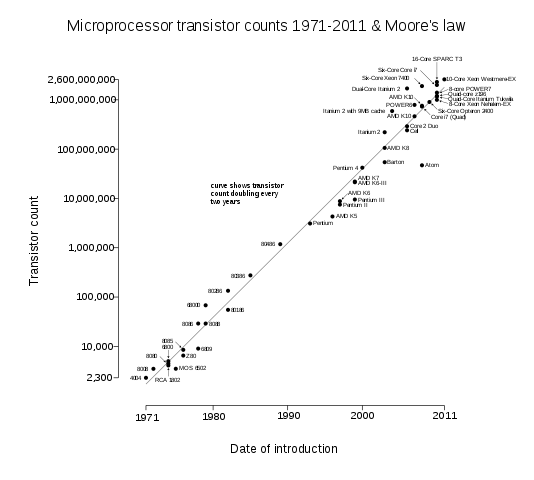 Microprocessor transistor counts 1971-2011 & Moore's law
16-Core SPARC T3
Six-Core Core i7
Six-Core Xeon 7400
10-Core Xeon Westmere-EX
Dual-Core Itanium 2
8-core POWER7
Quad-core z196
AMD K10
Quad-Core Itanium Tukwila
POWER6
8-Core Xeon Nehalem-EX
Itanium 2 with 9MB cache
Six-Core Opteron 2400
AMD K10
Core i7 (Quad)
Core 2 Duo
Itanium 2
Cell
AMD K8
Pentium 4
Barton
Atom
AMD K7
AMD K6-III
curve shows transistor
count doubling every
two years
AMD K6
Pentium III
Pentium II
AMD K5
Pentium
80486
80386
80286
68000
80186
8086
8088
8085
6800
6809
8080
Z80
8008
MOS 6502
4004
RCA 1802
2,600,000,000
1,000,000,000
100,000,000
10,000,000
1,000,000
100,000
10,000
2,300
Transistor count
1971
1980
1990
2000
2011
Date of introduction